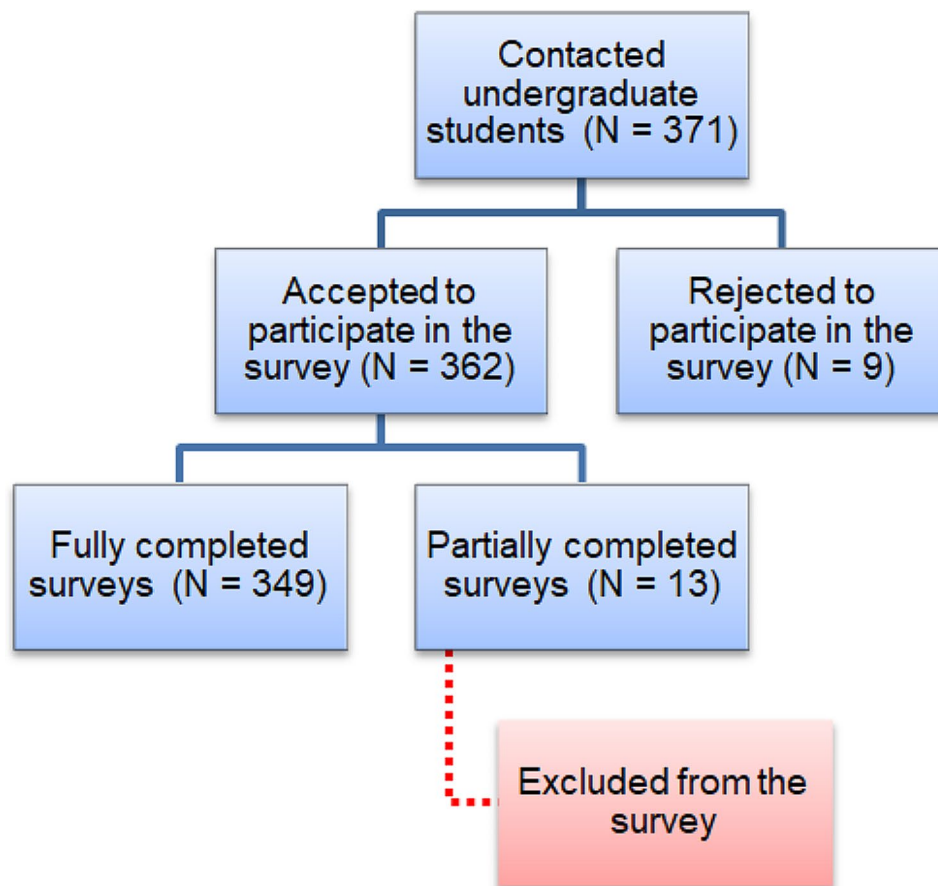 Contacted
undergraduate
students (N = 371)
Accepted to
participate in the
survey (N = 362)
Rejected to
participate in the
survey (N = 9)
Fully completed
surveys (N = 349)
Partially completed
surveys (N = 13)
Excluded from the
survey